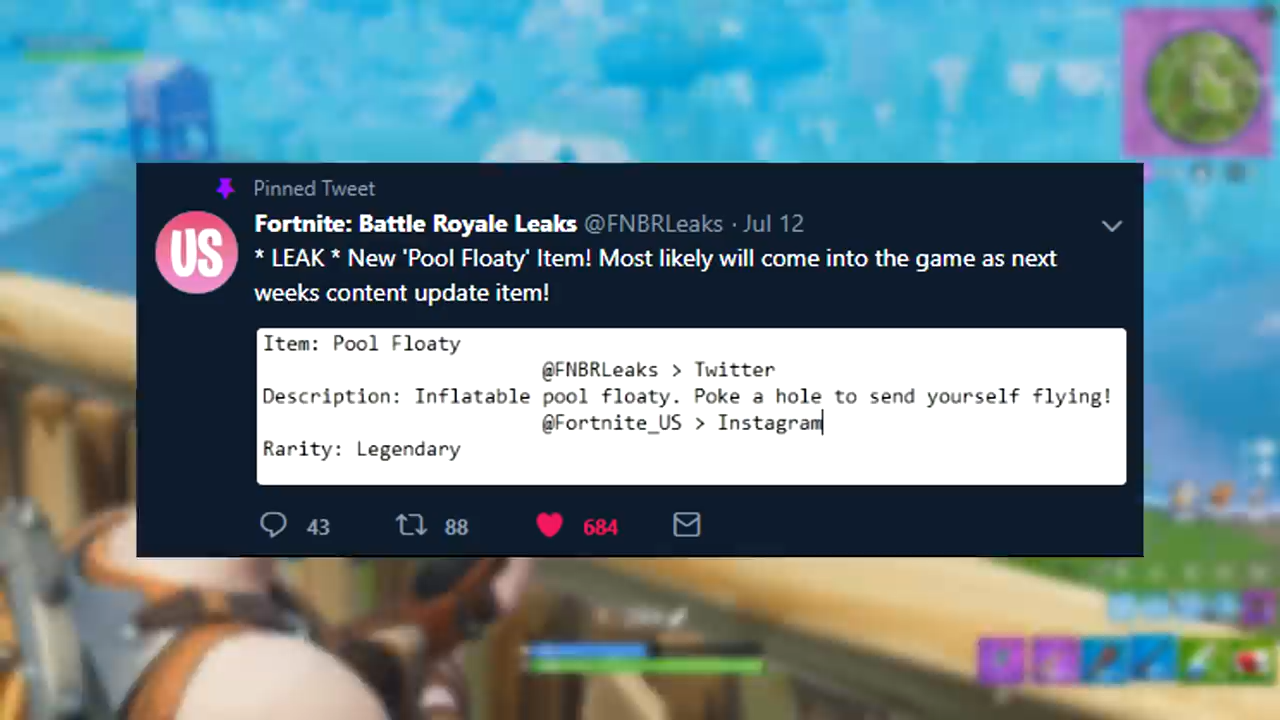 Pinned Tweet
US
Fortnite: Battle Royale Leaks @FNBRLeaks · Jul 12
* LEAK * New 'Pool Floaty' Item! Most likely will come into the game as next
weeks content update item!
Item: Pool Floaty
@FNBRLeaks > Twitter
Description: Inflatable pool floaty. Poke a hole to send yourself flying!
@Fortnite_US > Instagram
Rarity: Legendary
43 88 684